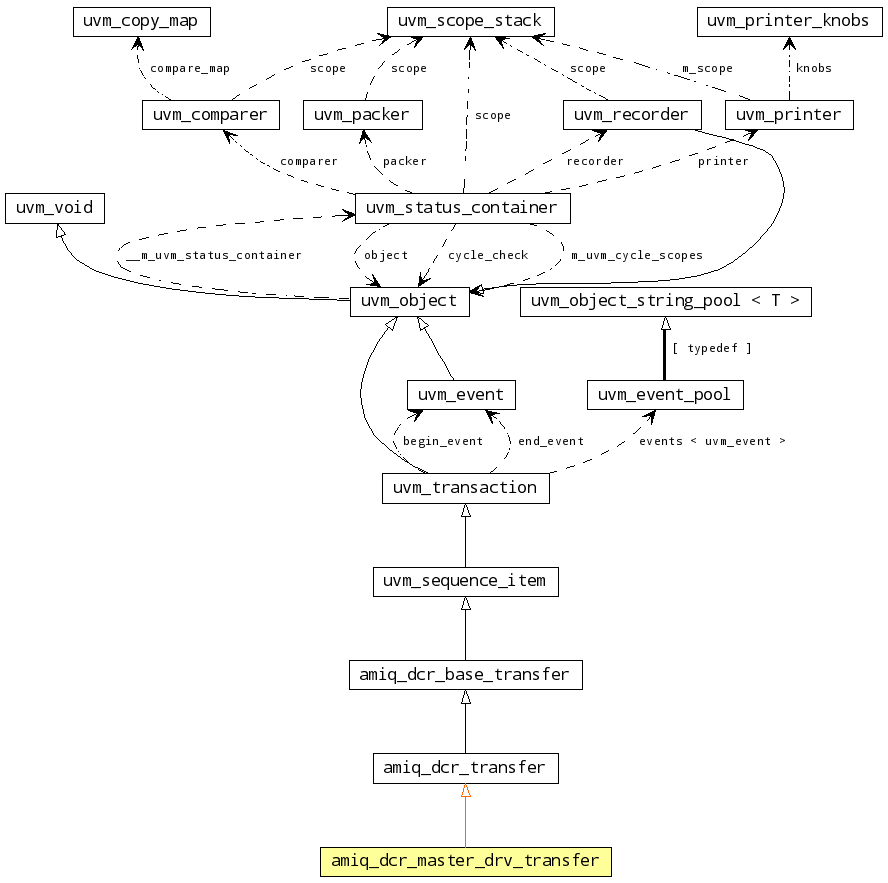 uvm_copy_map
uvm_scope_stack
uvm_printer_knobs
compare_map
scope
scope
scope
m_scope
knobs
uvm_comparer
uvm_packer
uvm_recorder
uvm_printer
scope
comparer
packer
recorder
printer
uvm_void
uvm_status_container
__m_uvm_status_container
object
cycle_check
m_uvm_cycle_scopes
uvm_object
uvm_object_string_pool < T >
[ typedef ]
uvm_event
uvm_event_pool
begin_event
end_event
events < uvm_event >
uvm_transaction
uvm_sequence_item
amiq_dcr_base_transfer
amiq_dcr_transfer
amiq_dcr_master_drv_transfer